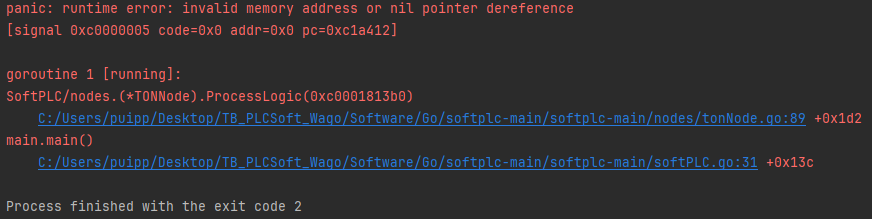 panic: runtime error: invalid memory address or nil pointer dereference
[signal 0xc0000005 code=0x0 addr=0x0 pc=0xc1a412]
goroutine 1 [running]:
SoftPLC/nodes.(*TONNode).ProcessLogic(0xc0001813b0)
C:/Users/puipp/Desktop/TB_PLCSoft_Wago/Software/Go/softplc-main/softplc-main/nodes/tonNode.go:89 +0x1d2
main.main()
C:/Users/puipp/Desktop/TB_PLCSoft_Wago/Software/Go/softplc-main/softplc-main/softPLC.go:31 +0x13c
Process finished with the exit code 2